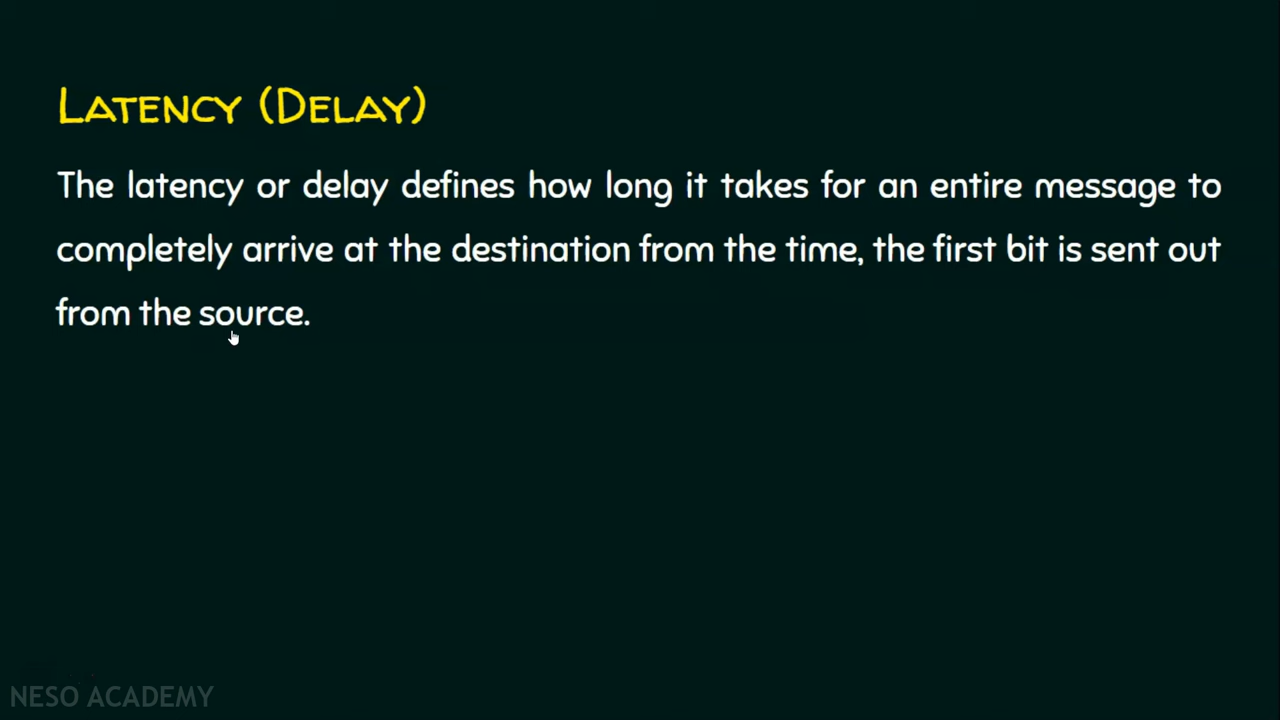 LATENCY (DELAY)
The latency or delay defines how long it takes for an entire message to
completely arrive at the destination from the time, the first bit is sent out
from the source.
NESO ACADEMY